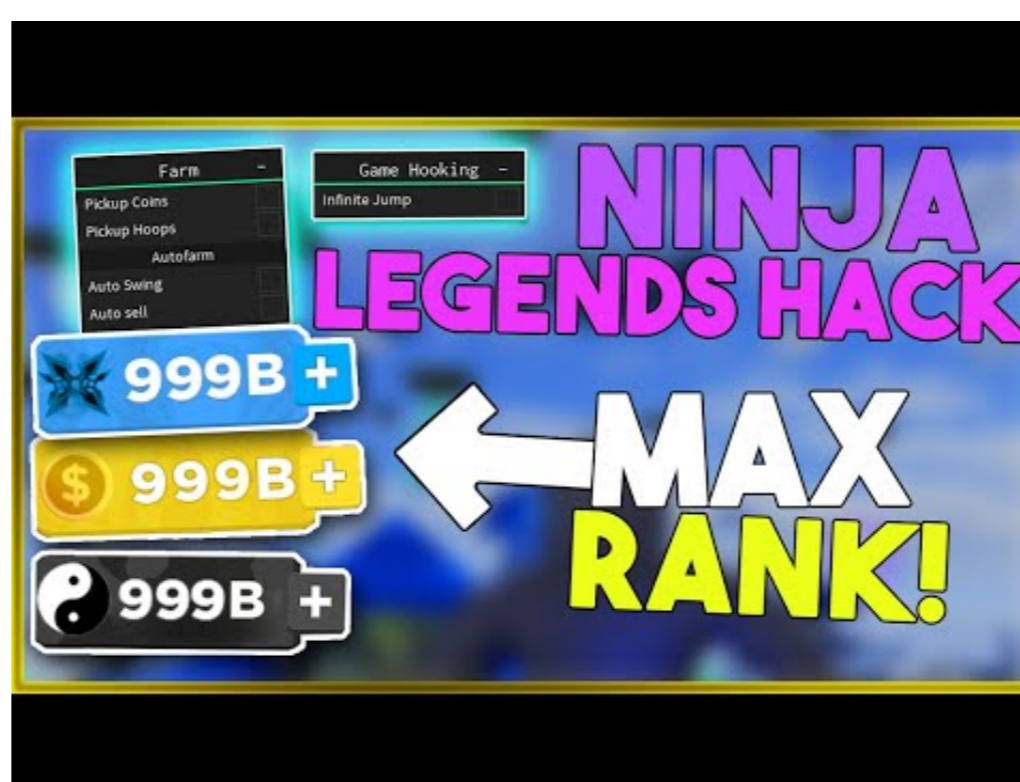 Farm -
Pickup Coins
Pickup Hoops
Autofarm
Auto Swing
Auto sell
Game Hooking -
Infinite Jump
NINJA
LEGENDS HACK
999B +
$ 999B +
999B +
MAX
RANK!